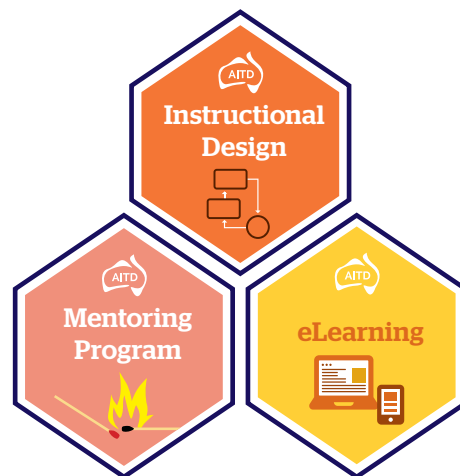 AITD
Instructional
Design
AITD
Mentoring
Program
AITD
eLearning